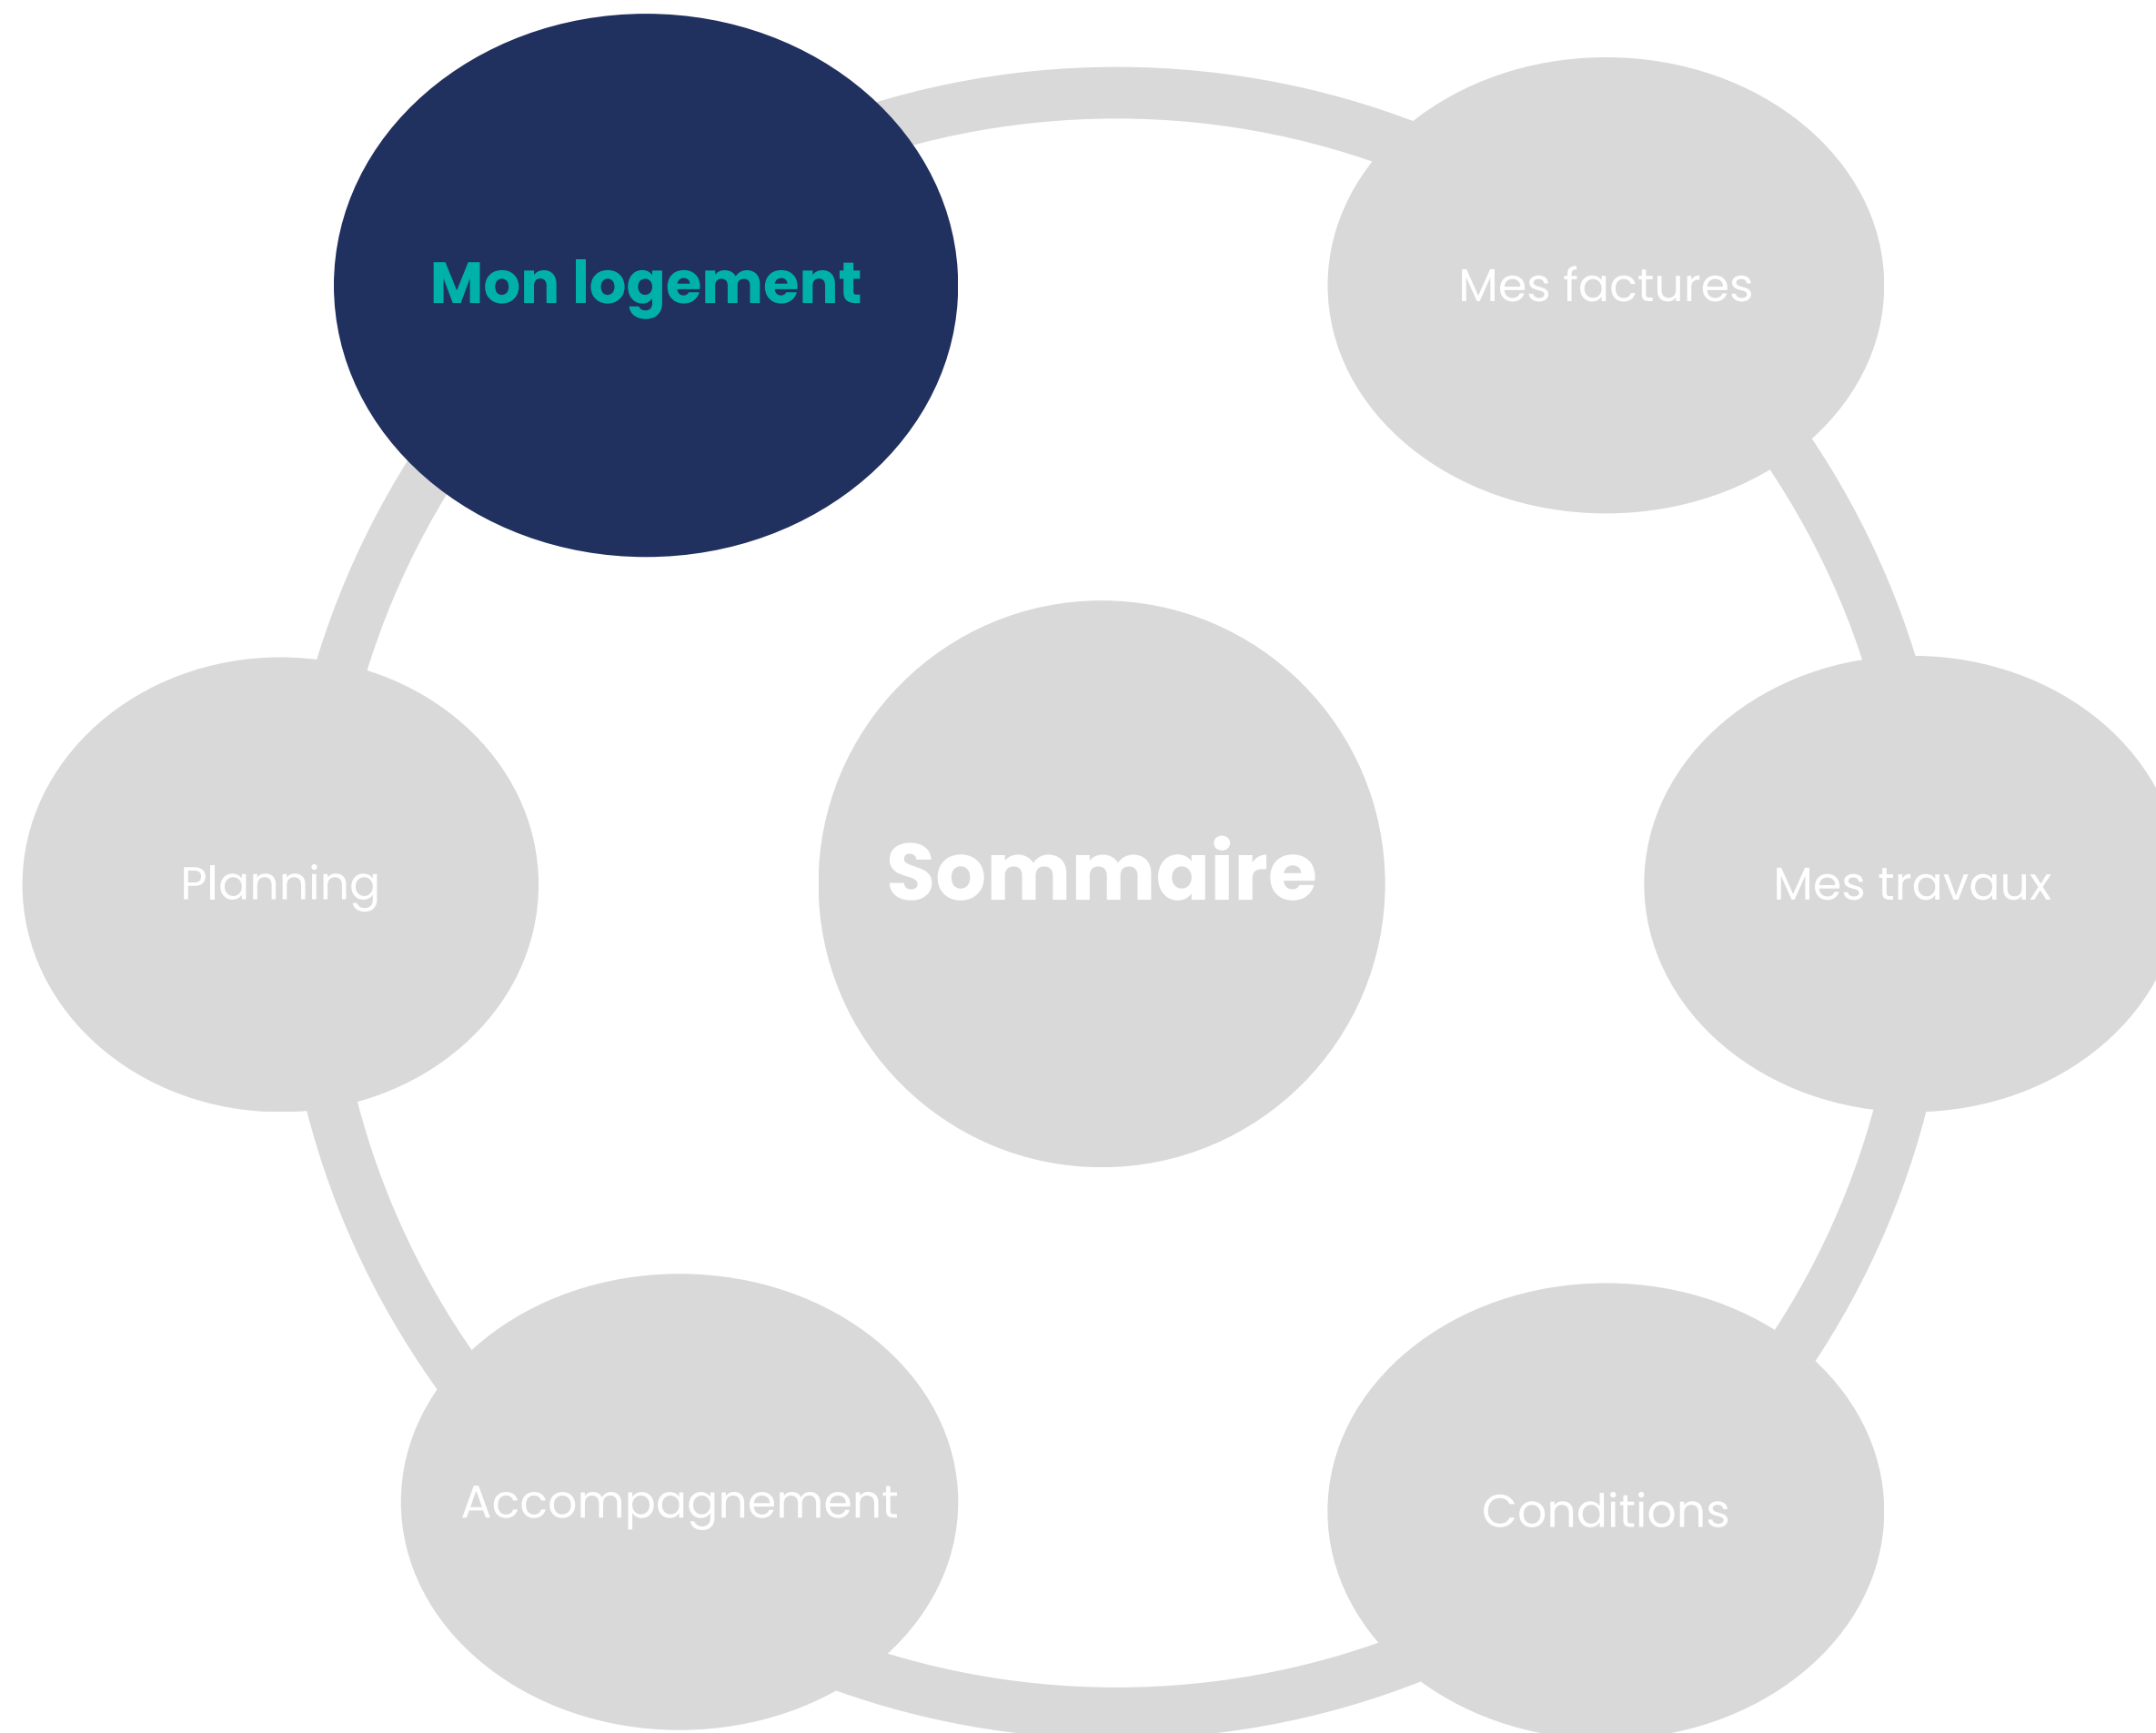 Mon logement
Mes factures
Planning
Sommaire
Mes travaux
Accompagnement
Conditions